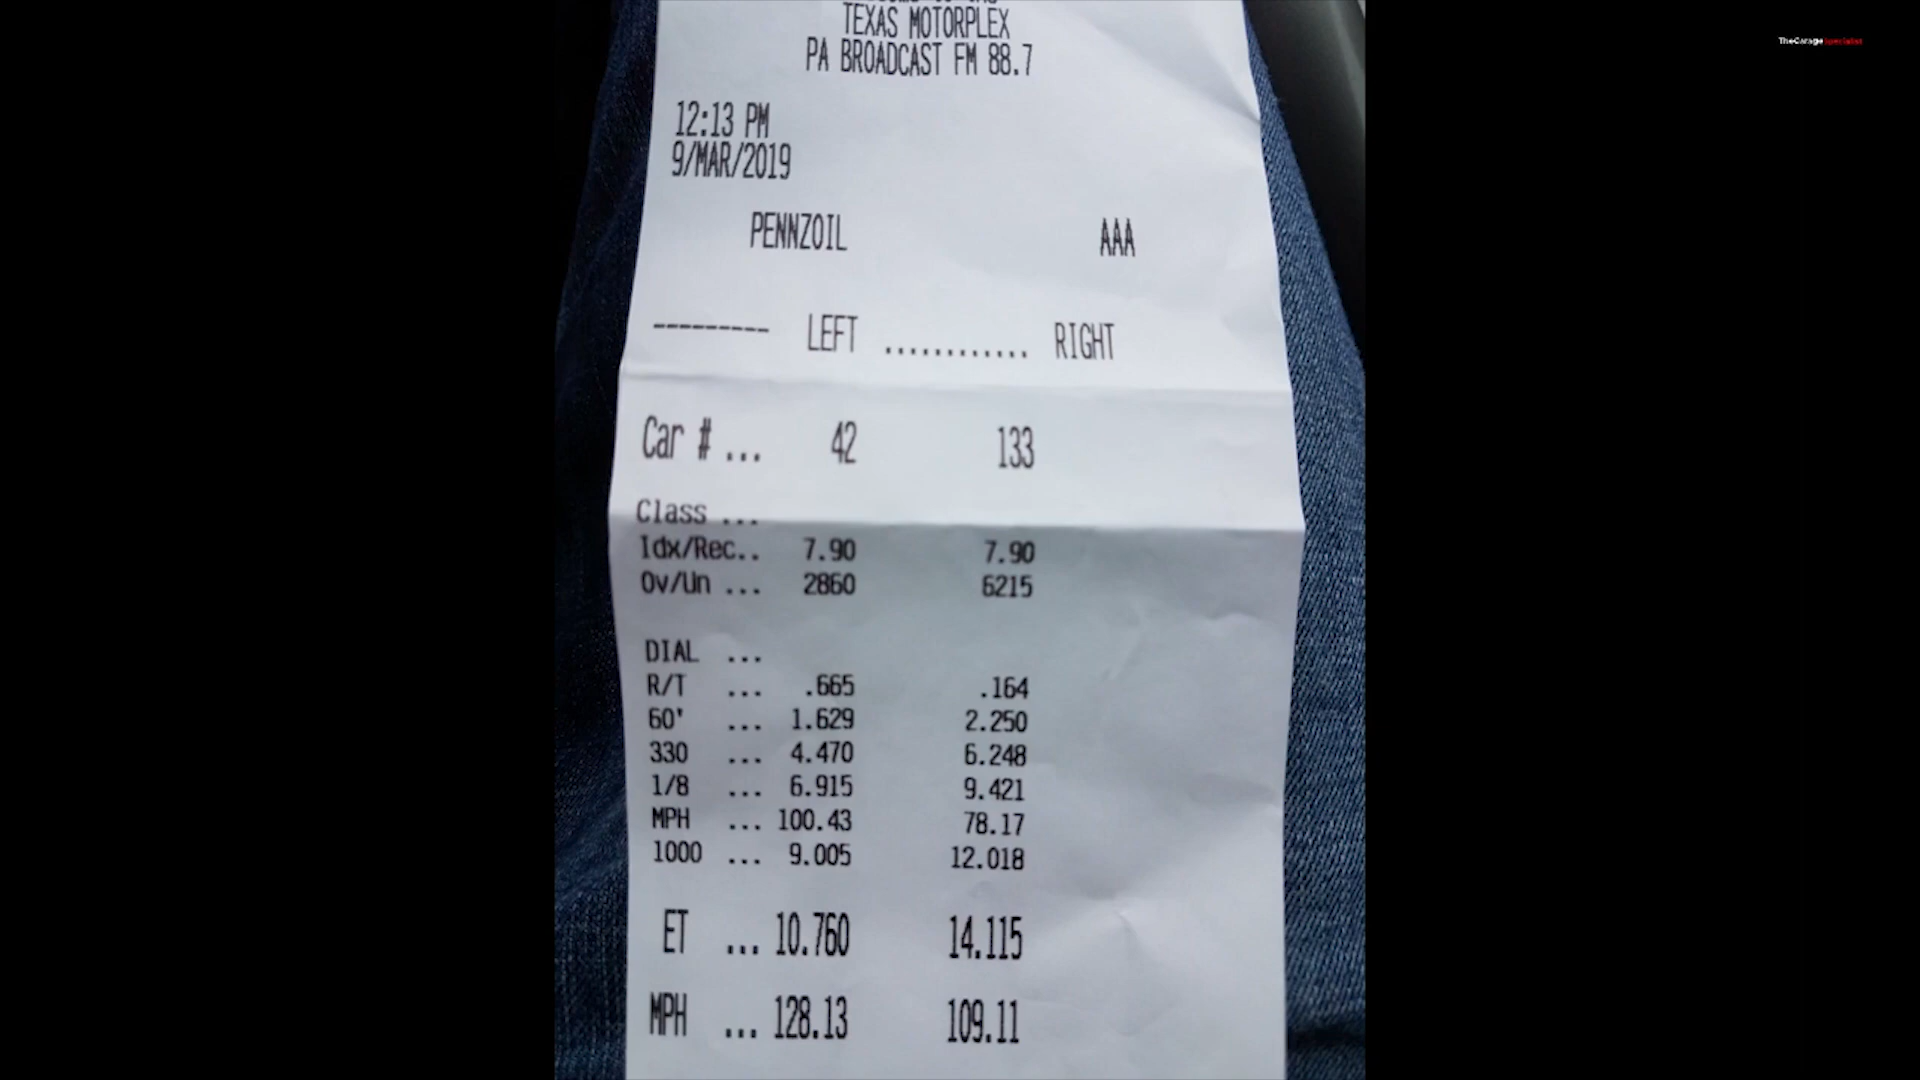 TEXAS MOTORPLEX
PA BROADCAST FM 88.7
12:13 PM
9/MAR/2019
PENNZOIL AAA
--------- LEFT ............ RIGHT
Car # ... 42 133
Class ...
Idx/Rec.. 7.90 7.90
Ov/Un ... 2860 6215
DIAL ...
R/T ... .665 .164
60' ... 1.629 2.250
330 ... 4.470 6.248
1/8 ... 6.915 9.421
MPH ... 100.43 78.17
1000 ... 9.005 12.018
ET ... 10.760 14.115
MPH ... 128.13 109.11
TheGarage